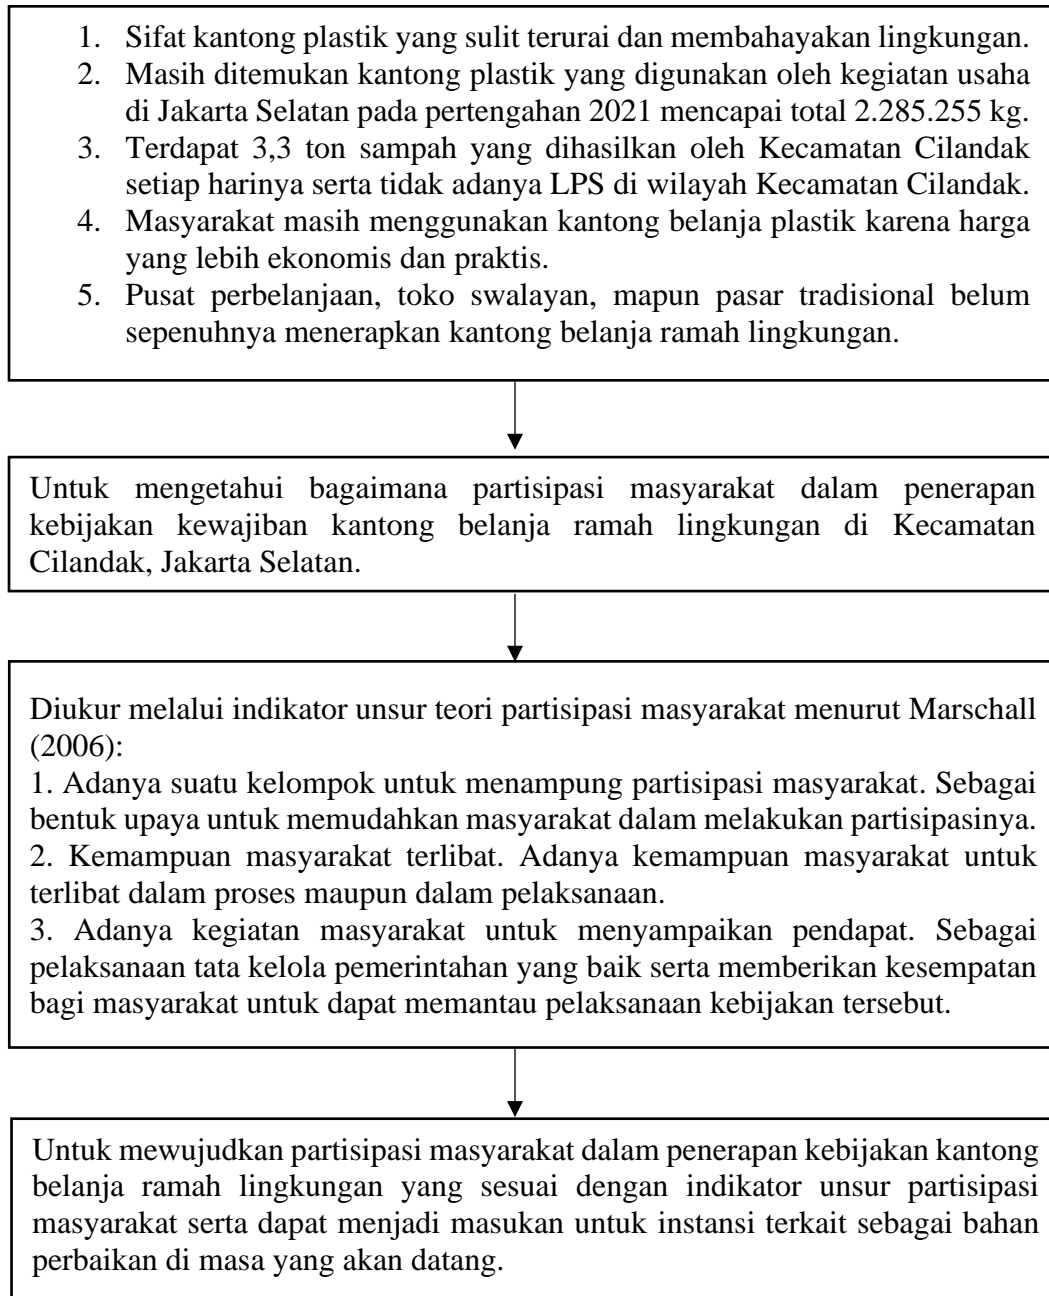 1. Sifat kantong plastik yang sulit terurai dan membahayakan lingkungan.
2. Masih ditemukan kantong plastik yang digunakan oleh kegiatan usaha
di Jakarta Selatan pada pertengahan 2021 mencapai total 2.285.255 kg.
3. Terdapat 3,3 ton sampah yang dihasilkan oleh Kecamatan Cilandak
setiap harinya serta tidak adanya LPS di wilayah Kecamatan Cilandak.
4. Masyarakat masih menggunakan kantong belanja plastik karena harga
yang lebih ekonomis dan praktis.
5. Pusat perbelanjaan, toko swalayan, mapun pasar tradisional belum
sepenuhnya menerapkan kantong belanja ramah lingkungan.
Untuk mengetahui bagaimana partisipasi masyarakat dalam penerapan
kebijakan kewajiban kantong belanja ramah lingkungan di Kecamatan
Cilandak, Jakarta Selatan.
Diukur melalui indikator unsur teori partisipasi masyarakat menurut Marschall
(2006):
1. Adanya suatu kelompok untuk menampung partisipasi masyarakat. Sebagai
bentuk upaya untuk memudahkan masyarakat dalam melakukan partisipasinya.
2. Kemampuan masyarakat terlibat. Adanya kemampuan masyarakat untuk
terlibat dalam proses maupun dalam pelaksanaan.
3. Adanya kegiatan masyarakat untuk menyampaikan pendapat. Sebagai
pelaksanaan tata kelola pemerintahan yang baik serta memberikan kesempatan
bagi masyarakat untuk dapat memantau pelaksanaan kebijakan tersebut.
Untuk mewujudkan partisipasi masyarakat dalam penerapan kebijakan kantong
belanja ramah lingkungan yang sesuai dengan indikator unsur partisipasi
masyarakat serta dapat menjadi masukan untuk instansi terkait sebagai bahan
perbaikan di masa yang akan datang.